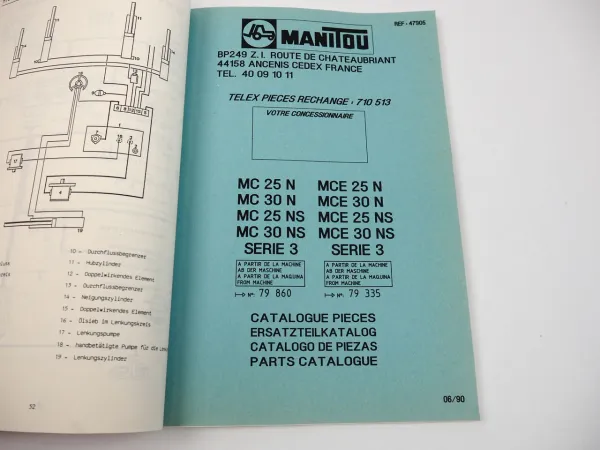 10 - Durchflussbegrenzer
11 - Hubzylinder
12 - Doppelwirkendes Element
13 - Durchflussbegrenzer
14 - Neigungszylinder
15 - Doppelwirkendes Element
16 - Ölsieb im Lenkungskreis
17 - Lenkungspumpe
18 - handbetätigte Pumpe für die
19 - Lenkungszylinder
32
REF-47905
MANITOU
BP249 Z.I. ROUTE DE CHATEAUBRIANT
44158 ANCENIS CEDEX FRANCE
TEL. 40 09 10 11
TELEX PIECES RECHANGE : 710 513
VOTRE CONCESSIONNAIRE
MC 25 N MCE 25 N
MC 30 N MCE 30 N
MC 25 NS MCE 25 NS
MC 30 NS MCE 30 NS
SERIE 3 SERIE 3
A PARTIR DE LA MACHINE
AB DER MASCHINE
A PARTIR DE LA MAQUINA
FROM MACHINE
Nº: 79 860
A PARTIR DE LA MACHINE
AB DER MASCHINE
A PARTIR DE LA MAQUINA
FROM MACHINE
Nº: 79 335
CATALOGUE PIECES
ERSATZTEILKATALOG
CATALOGO DE PIEZAS
PARTS CATALOGUE
06/90